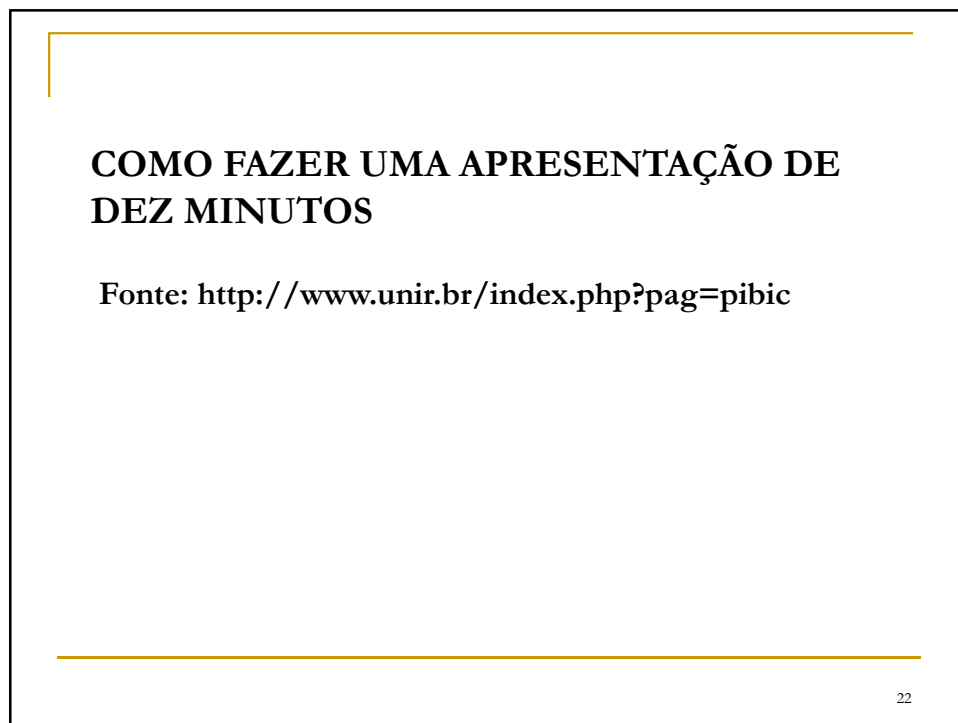 COMO FAZER UMA APRESENTAÇÃO DE
DEZ MINUTOS
Fonte: http://www.unir.br/index.php?pag=pibic
22